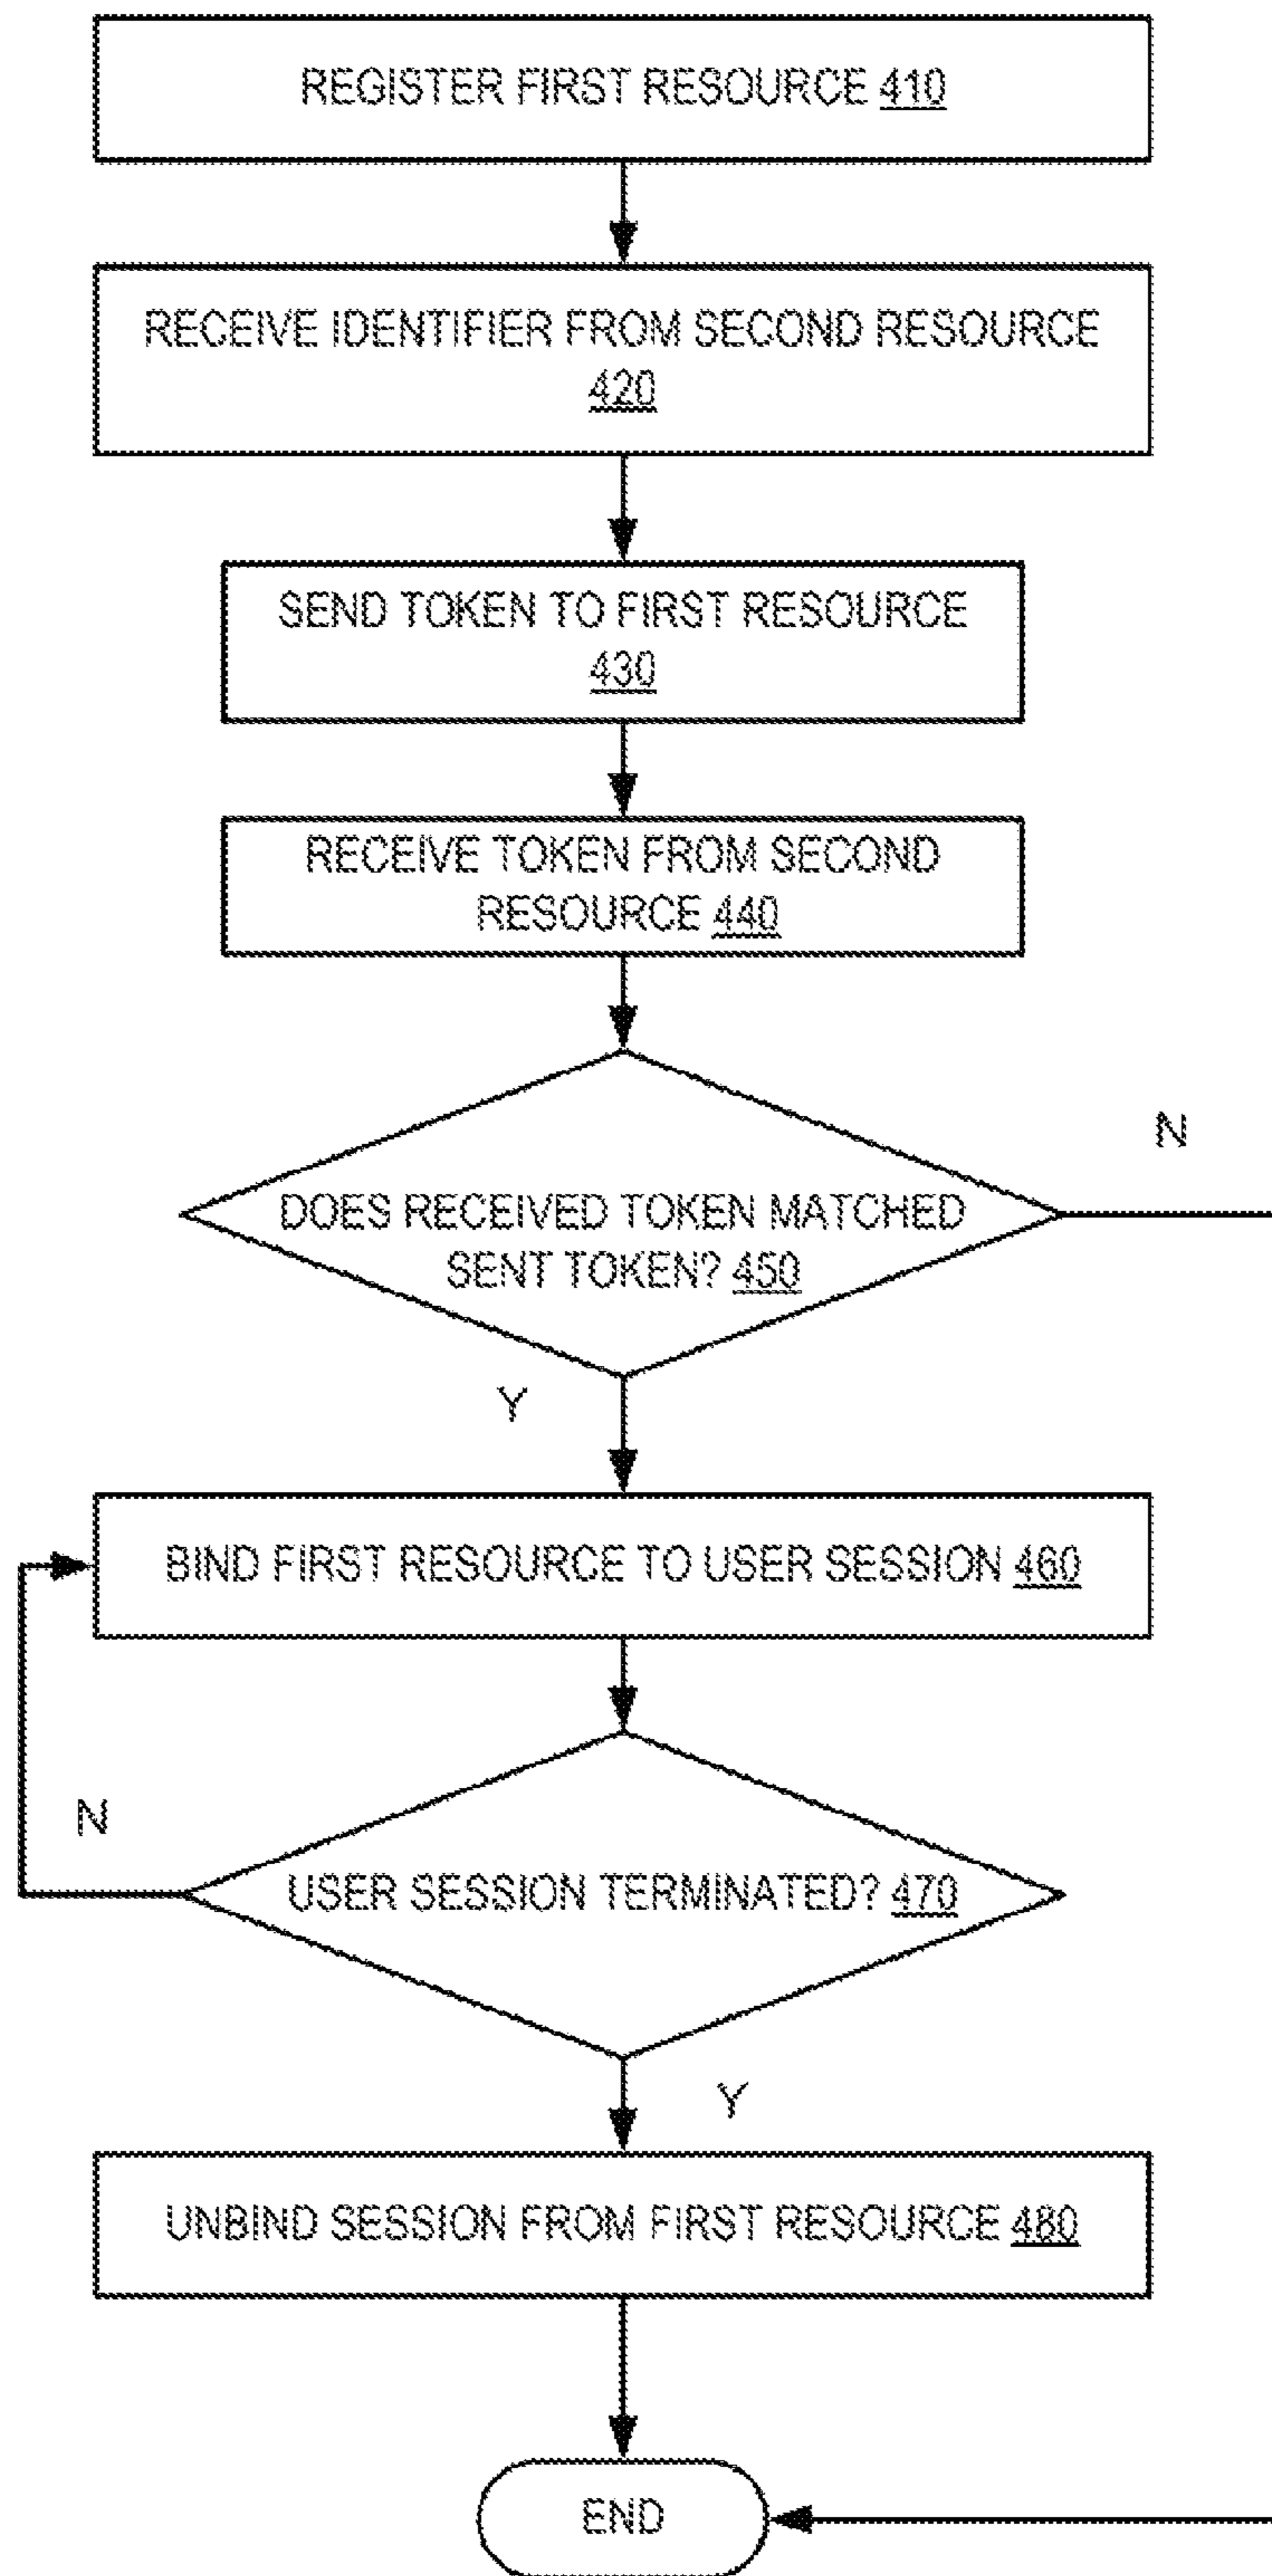 REGISTER FIRST RESOURCE 410
RECEIVE IDENTIFIER FROM SECOND RESOURCE
420
SEND TOKEN TO FIRST RESOURCE
430
RECEIVE TOKEN FROM SECOND
RESOURCE 440
N
DOES RECEIVED TOKEN MATCHED
SENT TOKEN? 450
Y
BIND FIRST RESOURCE TO USER SESSION 460
N
USER SESSION TERMINATED? 470
Y
UNBIND SESSION FROM FIRST RESOURCE 480
END